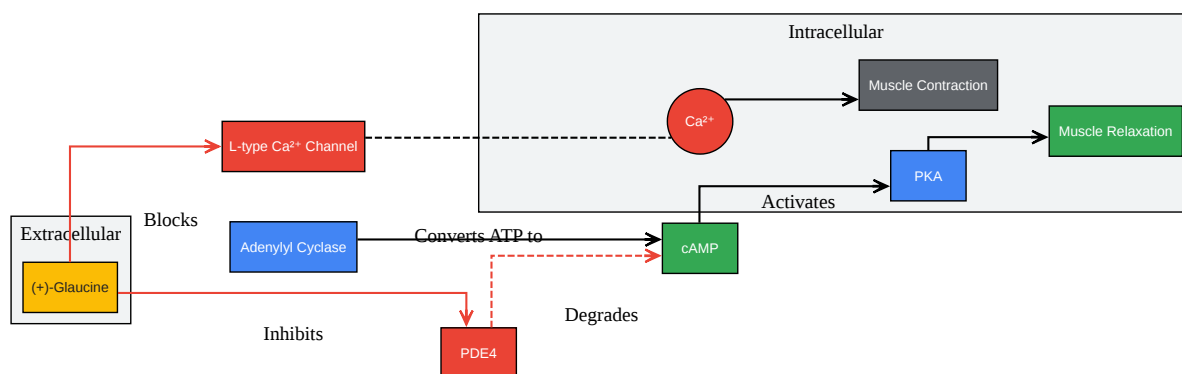 Intracellular
Muscle Contraction
Ca²⁺
Muscle Relaxation
L-type Ca²⁺ Channel
PKA
Activates
Blocks
Extracellular
Adenylyl Cyclase
Converts ATP to
cAMP
(+)-Glaucine
Degrades
Inhibits
PDE4